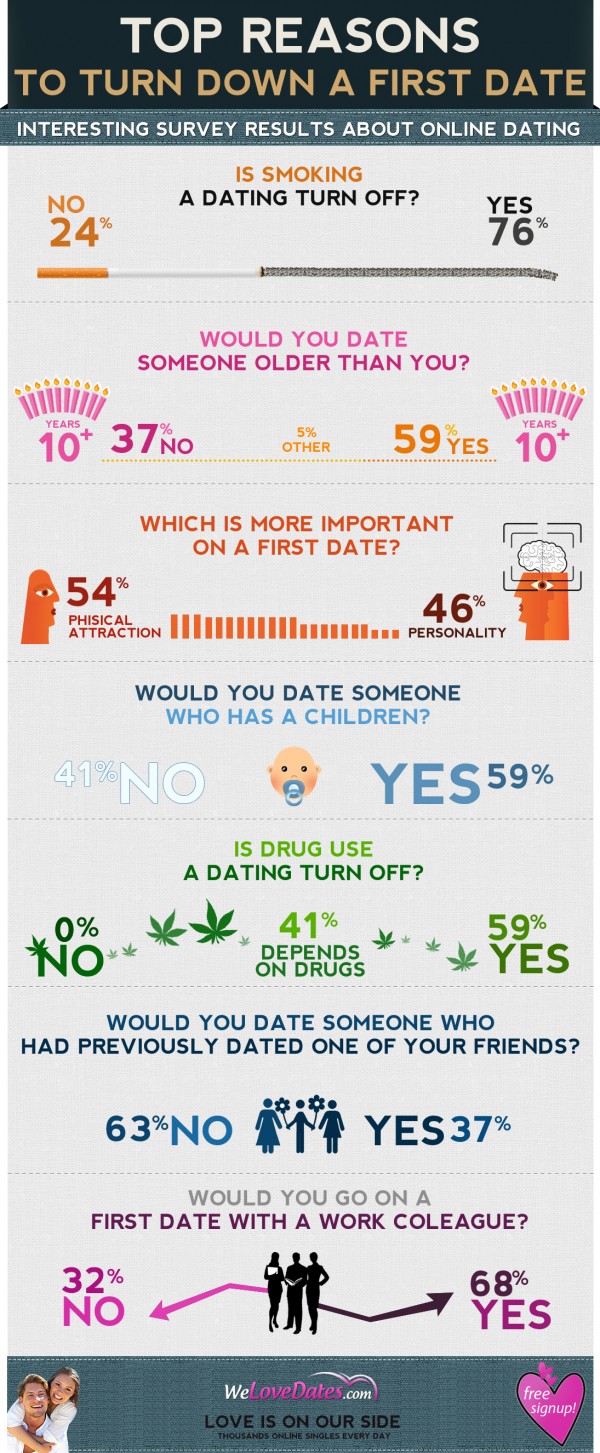 TOP REASONS
TO TURN DOWN A FIRST DATE
INTERESTING SURVEY RESULTS ABOUT ONLINE DATING
IS SMOKING
A DATING TURN OFF?
NO
24%
YES
76%
WOULD YOU DATE
SOMEONE OLDER THAN YOU?
YEARS
10+
37% NO
5%
OTHER
59% YES
YEARS
10+
WHICH IS MORE IMPORTANT
ON A FIRST DATE?
54%
PHISICAL
ATTRACTION
46%
PERSONALITY
WOULD YOU DATE SOMEONE
WHO HAS A CHILDREN?
41% NO
YES 59%
IS DRUG USE
A DATING TURN OFF?
0%
NO
41%
DEPENDS
ON DRUGS
59%
YES
WOULD YOU DATE SOMEONE WHO
HAD PREVIOUSLY DATED ONE OF YOUR FRIENDS?
63% NO
YES 37%
WOULD YOU GO ON A
FIRST DATE WITH A WORK COLEAGUE?
32%
NO
68%
YES
WeLoveDates.com
LOVE IS ON OUR SIDE
THOUSANDS ONLINE SINGLES EVERY DAY
free
signup!